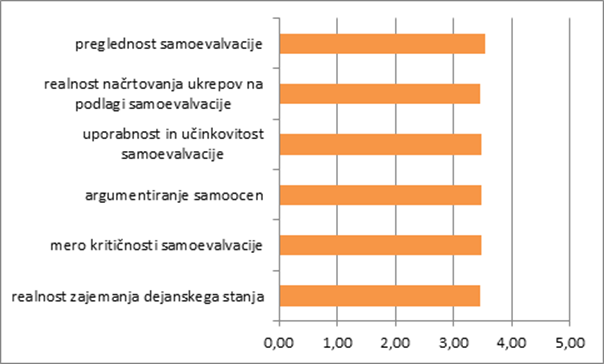 preglednost samoevalvacije
realnost načrtovanja ukrepov na
podlagi samoevalvacije
uporabnost in učinkovitost
samoevalvacije
argumentiranje samoocen
mero kritičnosti samoevalvacije
realnost zajemanja dejanskega stanja
0,00 1,00 2,00 3,00 4,00 5,00